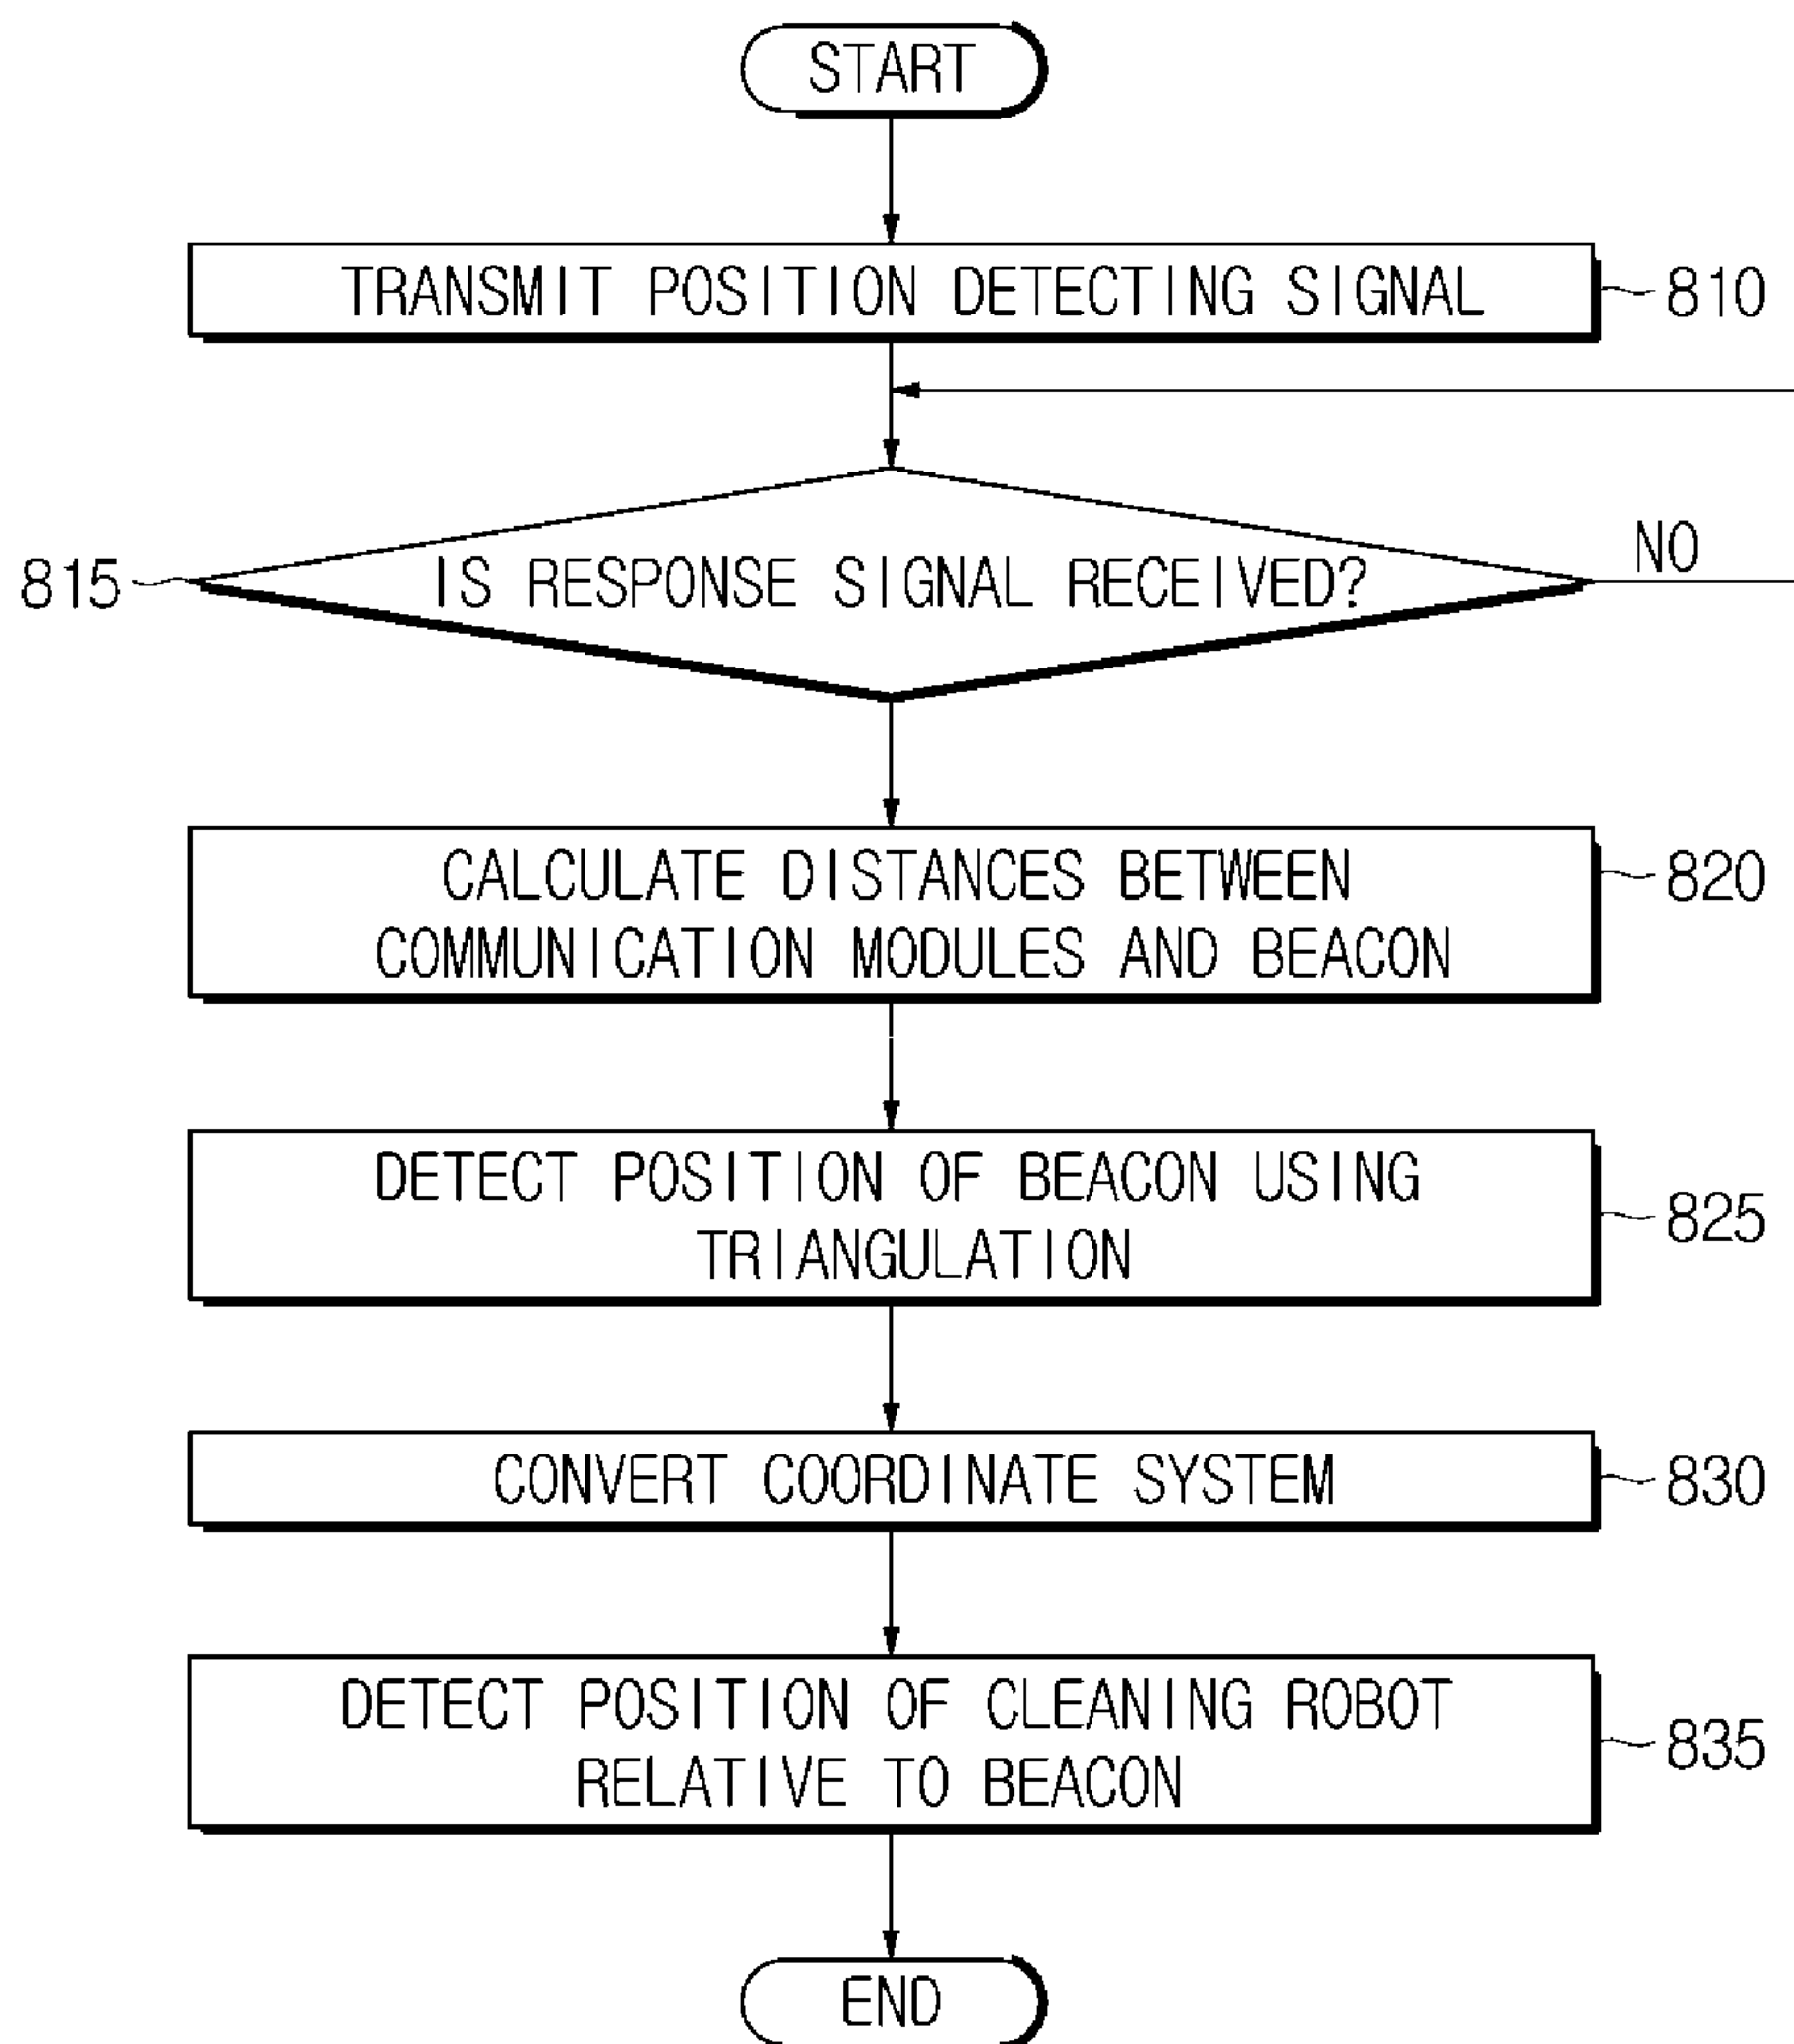 START
TRANSMIT POSITION DETECTING SIGNAL
810
815
IS RESPONSE SIGNAL RECEIVED?
NO
CALCULATE DISTANCES BETWEEN
COMMUNICATION MODULES AND BEACON
820
DETECT POSITION OF BEACON USING
TRIANGULATION
825
CONVERT COORDINATE SYSTEM
830
DETECT POSITION OF CLEANING ROBOT
RELATIVE TO BEACON
835
END